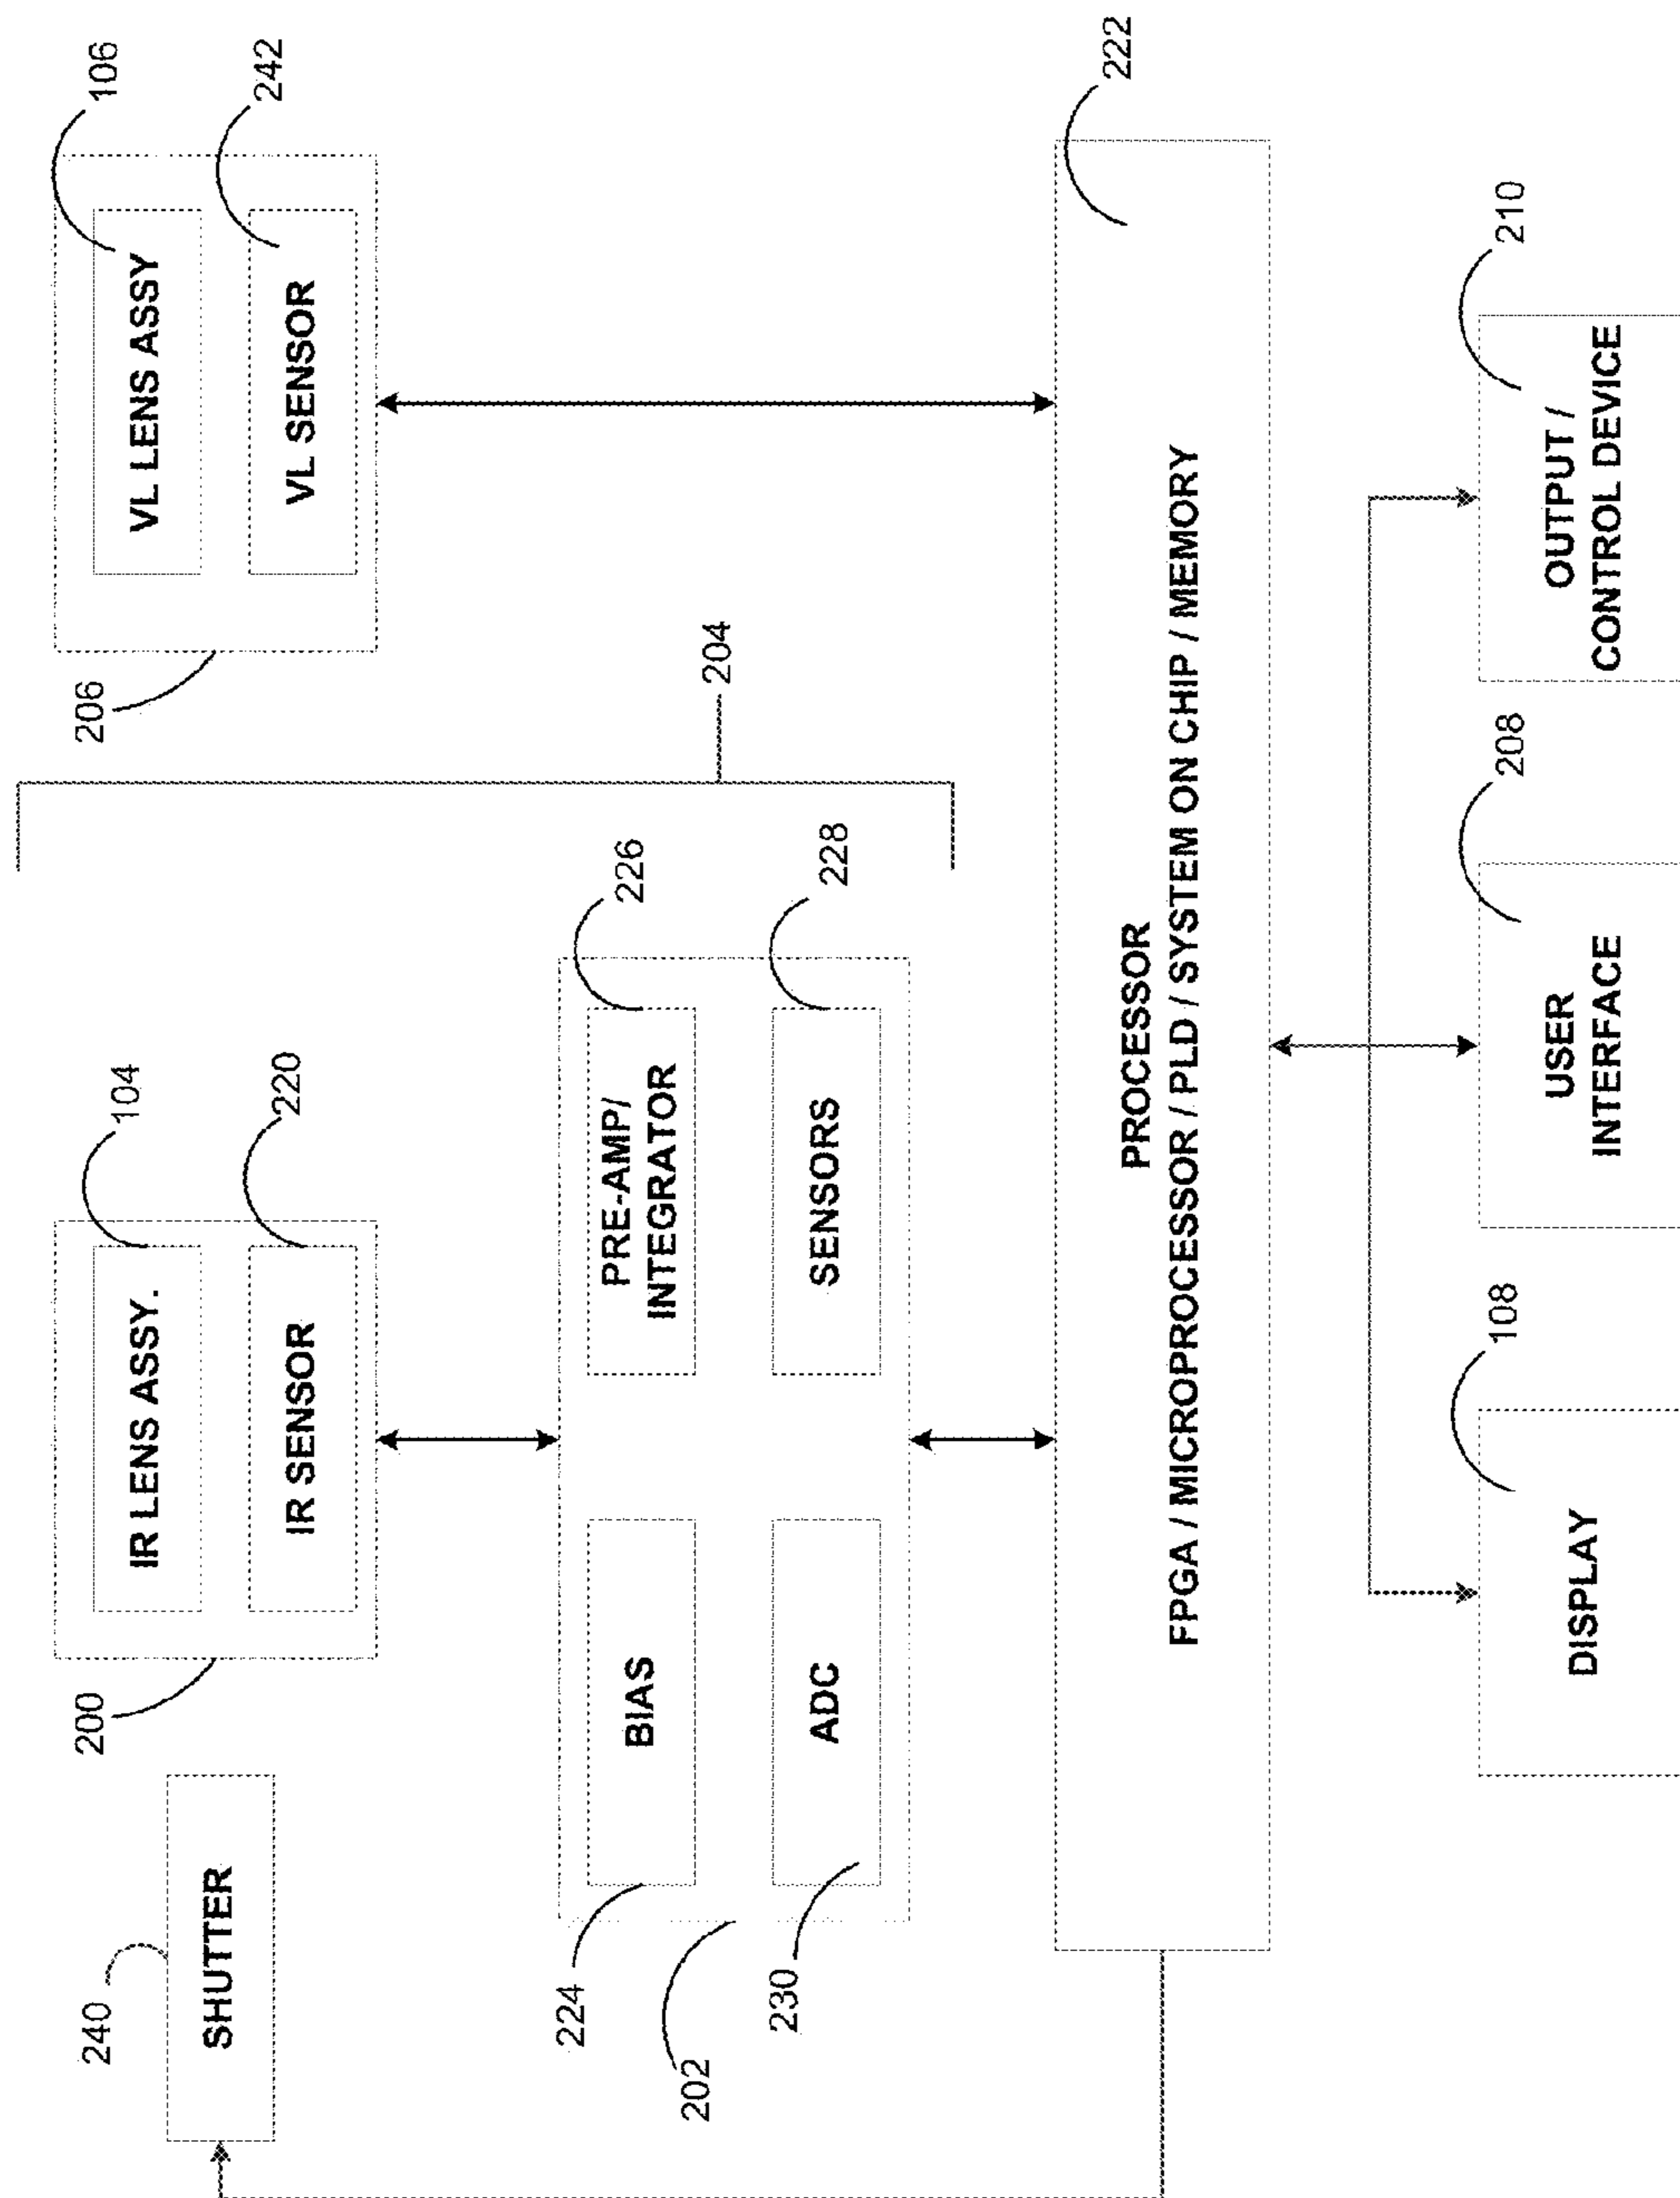 240
SHUTTER
200
IR LENS ASSY.
104
IR SENSOR
220
206
VL LENS ASSY
106
VL SENSOR
242
204
224
BIAS
PRE-AMP/
INTEGRATOR
226
230
ADC
SENSORS
228
202
PROCESSOR
FPGA / MICROPROCESSOR / PLD / SYSTEM ON CHIP / MEMORY
222
DISPLAY
108
USER
INTERFACE
208
OUTPUT /
CONTROL DEVICE
210